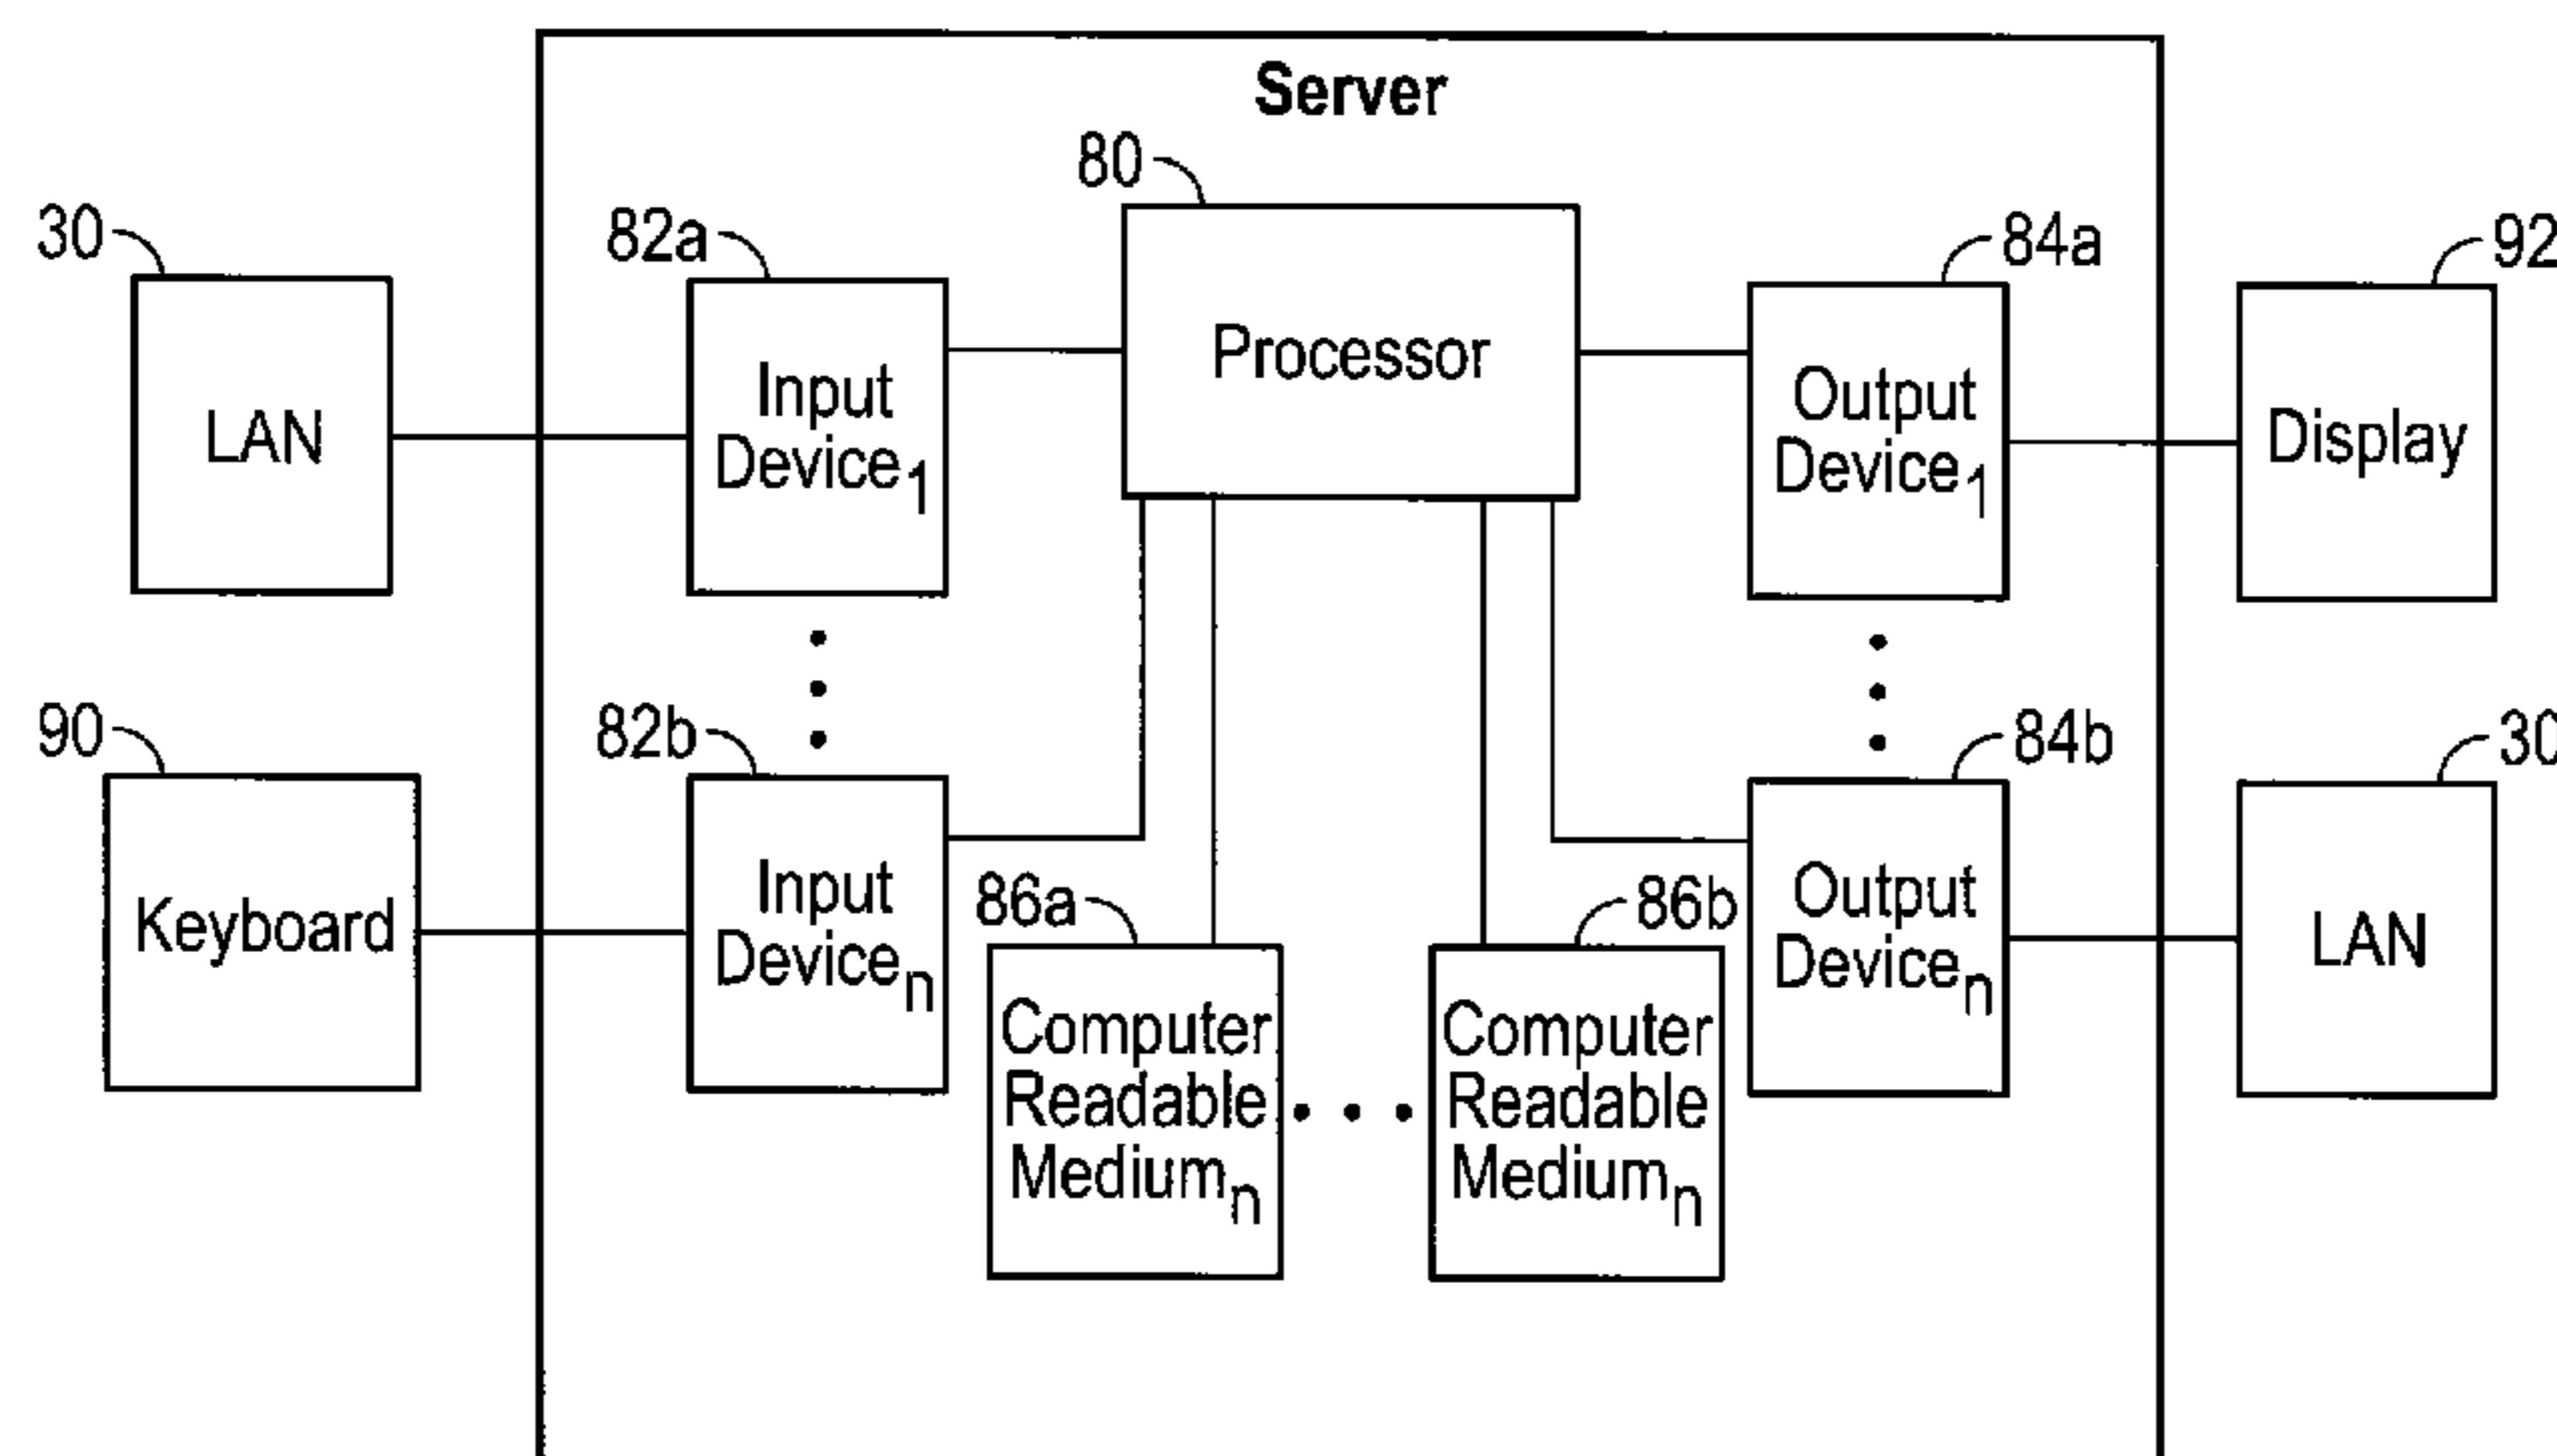 Server
80
30
82a
84a
92
Processor
LAN
Input
Device1
Output
Device1
Display
90
82b
84b
30
Keyboard
Input
Devicen
86a
86b
Output
Devicen
LAN
Computer
Readable
Mediumn
Computer
Readable
Mediumn